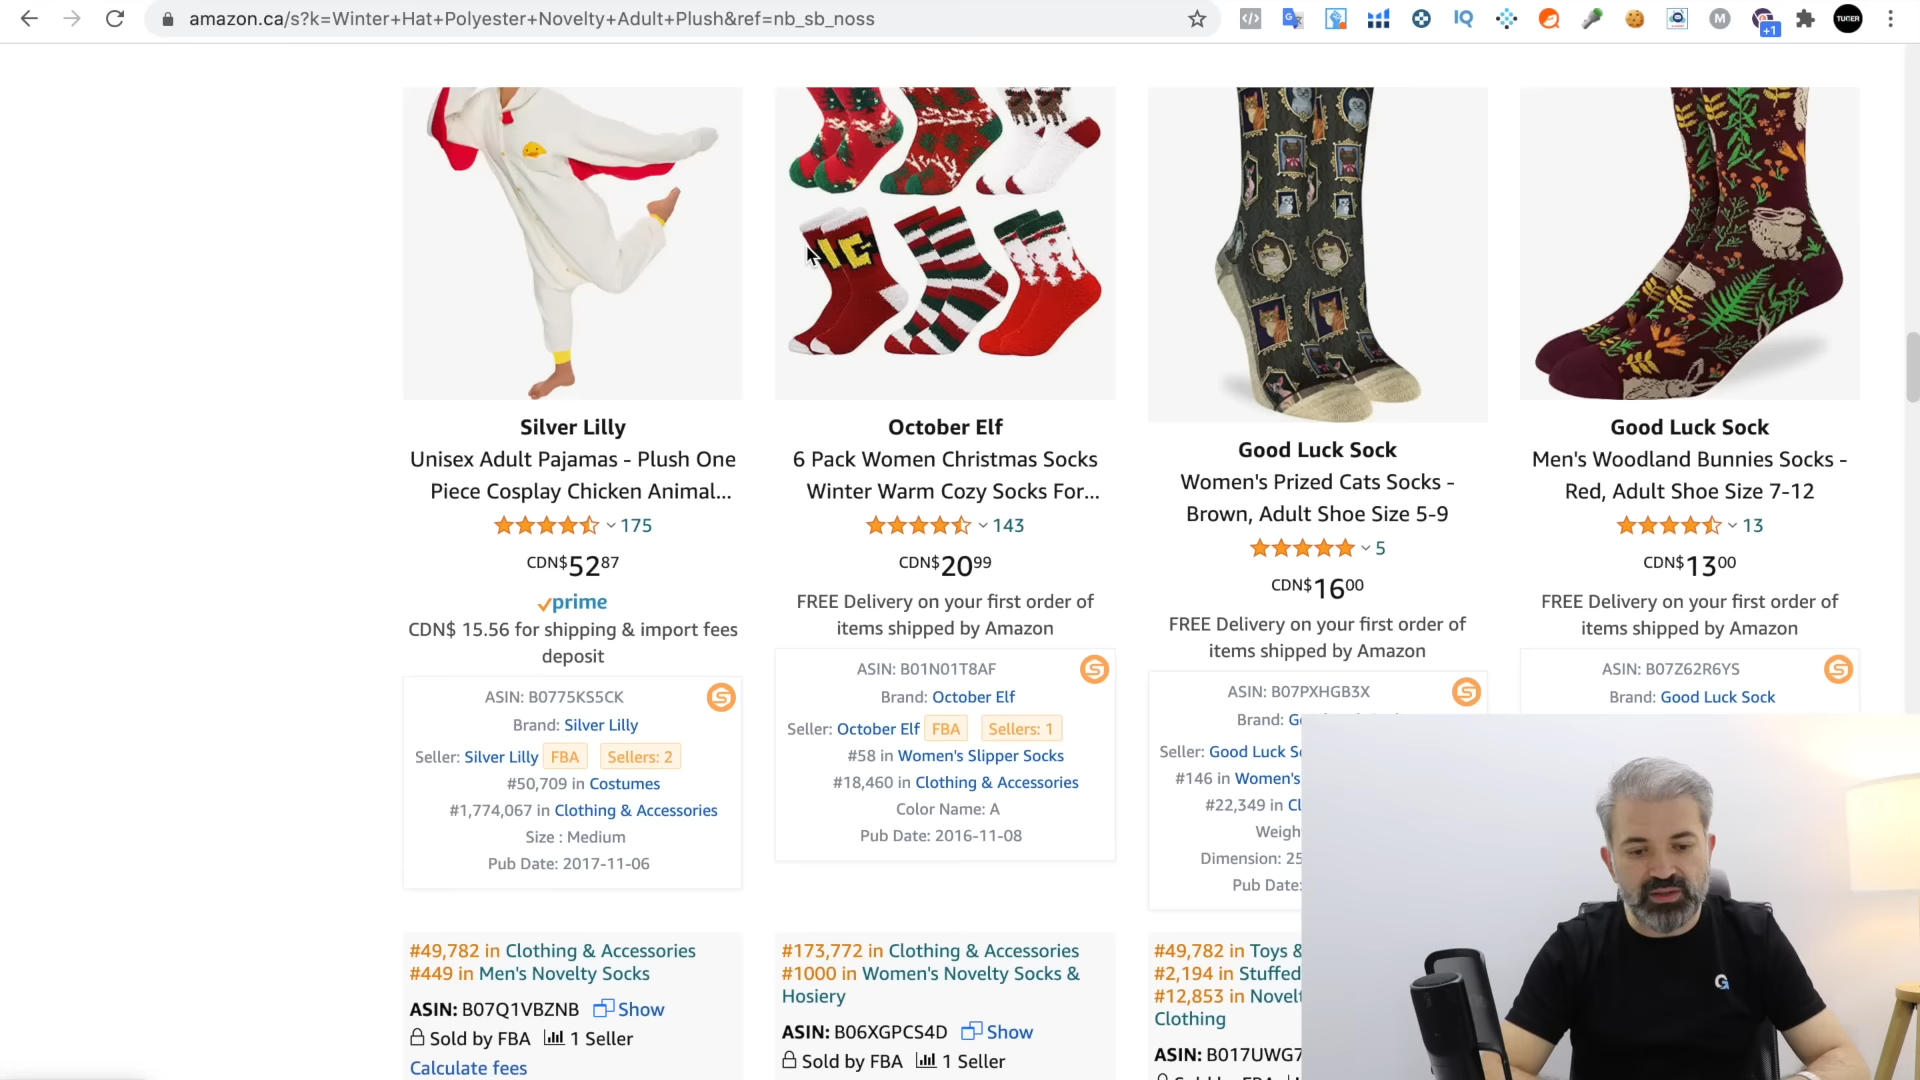 amazon.ca/s?k=Winter+Hat+Polyester+Novelty+Adult+Plush&ref=nb_sb_noss
IQ
M
+1
TUNER
Silver Lilly
Unisex Adult Pajamas - Plush One
Piece Cosplay Chicken Animal...
175
CDN$5287
prime
CDN$ 15.56 for shipping & import fees
deposit
ASIN: B0775KS5CK
Brand: Silver Lilly
Seller: Silver Lilly FBA Sellers: 2
#50,709 in Costumes
#1,774,067 in Clothing & Accessories
Size : Medium
Pub Date: 2017-11-06
October Elf
6 Pack Women Christmas Socks
Winter Warm Cozy Socks For...
143
CDN$2099
FREE Delivery on your first order of
items shipped by Amazon
ASIN: B01N01T8AF
Brand: October Elf
Seller: October Elf FBA Sellers: 1
#58 in Women's Slipper Socks
#18,460 in Clothing & Accessories
Color Name: A
Pub Date: 2016-11-08
Good Luck Sock
Women's Prized Cats Socks -
Brown, Adult Shoe Size 5-9
5
CDN$1600
FREE Delivery on your first order of
items shipped by Amazon
ASIN: B07PXHGB3X
Brand:
Seller: Good Luck
#146 in Women's
#22,349 in
Dimension: 25
Pub Date:
Good Luck Sock
Men's Woodland Bunnies Socks -
Red, Adult Shoe Size 7-12
13
CDN$1300
FREE Delivery on your first order of
items shipped by Amazon
ASIN: B07Z62R6YS
Brand: Good Luck Sock
#49,782 in Clothing & Accessories
#449 in Men's Novelty Socks
ASIN: B07Q1VBZNB Show
Sold by FBA 1 Seller
Calculate fees
#173,772 in Clothing & Accessories
#1000 in Women's Novelty Socks &
Hosiery
ASIN: B06XGPCS4D Show
Sold by FBA 1 Seller
#49,782 in Toys &
#2,194 in Stuffed
#12,853 in
Clothing
ASIN: B017UWG7
G